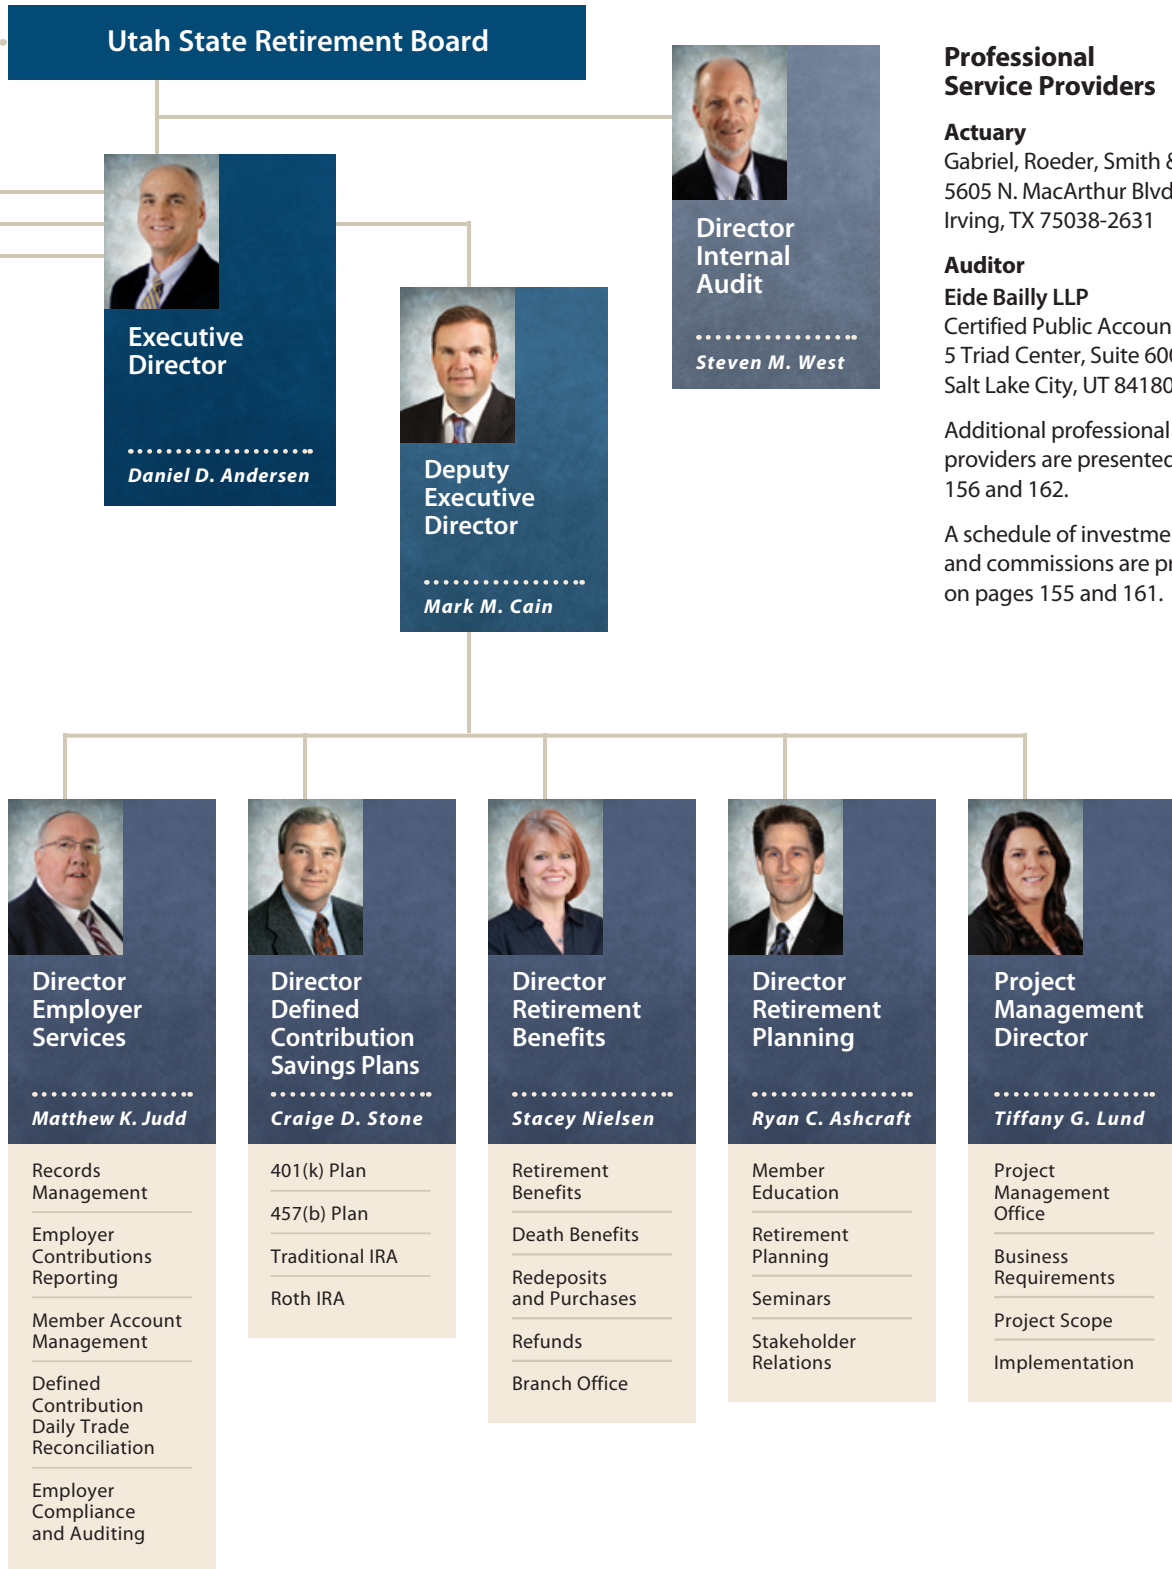 Utah State Retirement Board
Professional
Service Providers
Actuary
Gabriel, Roeder, Smith &
5605 N. MacArthur Blvd
Irving, TX 75038-2631
Auditor
Eide Bailly LLP
Certified Public Accoun
5 Triad Center, Suite 600
Salt Lake City, UT 84180
Additional professional
providers are presented
156 and 162.
A schedule of investme
and commissions are pr
on pages 155 and 161.
Director
Internal
Audit
Steven M. West
Executive
Director
Daniel D. Andersen
Deputy
Executive
Director
Mark M. Cain
Director
Employer
Services
Matthew K. Judd
Records
Management
Employer
Contributions
Reporting
Member Account
Management
Defined
Contribution
Daily Trade
Reconciliation
Employer
Compliance
and Auditing
Director
Defined
Contribution
Savings Plans
Craige D. Stone
401(k) Plan
457(b) Plan
Traditional IRA
Roth IRA
Director
Retirement
Benefits
Stacey Nielsen
Retirement
Benefits
Death Benefits
Redeposits
and Purchases
Refunds
Branch Office
Director
Retirement
Planning
Ryan C. Ashcraft
Member
Education
Retirement
Planning
Seminars
Stakeholder
Relations
Project
Management
Director
Tiffany G. Lund
Project
Management
Office
Business
Requirements
Project Scope
Implementation